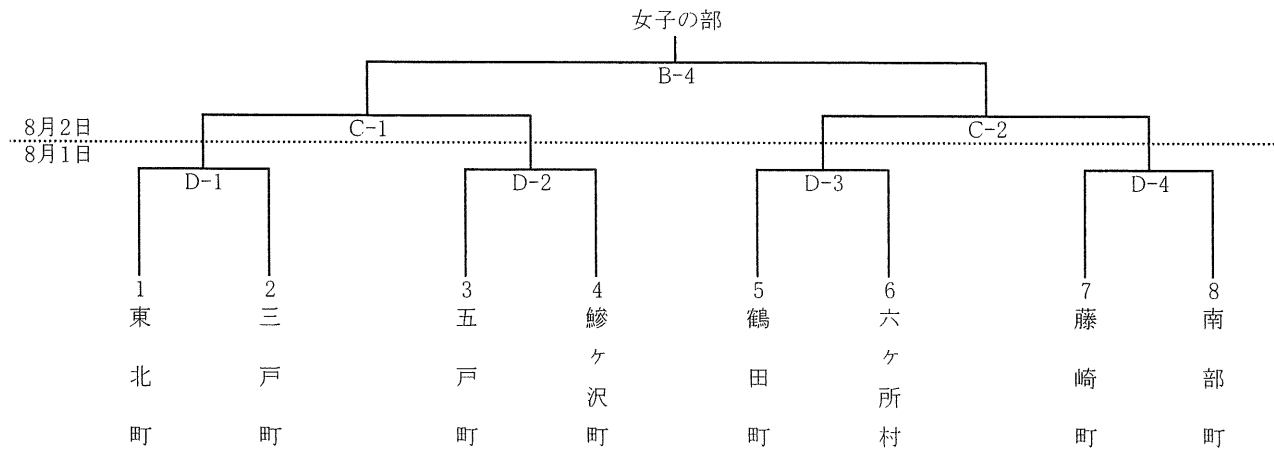 女子の部
B-4
8月2日
C-1
C-2
8月1日
D-1
D-2
D-3
D-4
1
2
3
4
5
6
7
8
東北町
三戸町
五戸町
鰺ヶ沢町
鶴田町
六ヶ所村
藤崎町
南部町